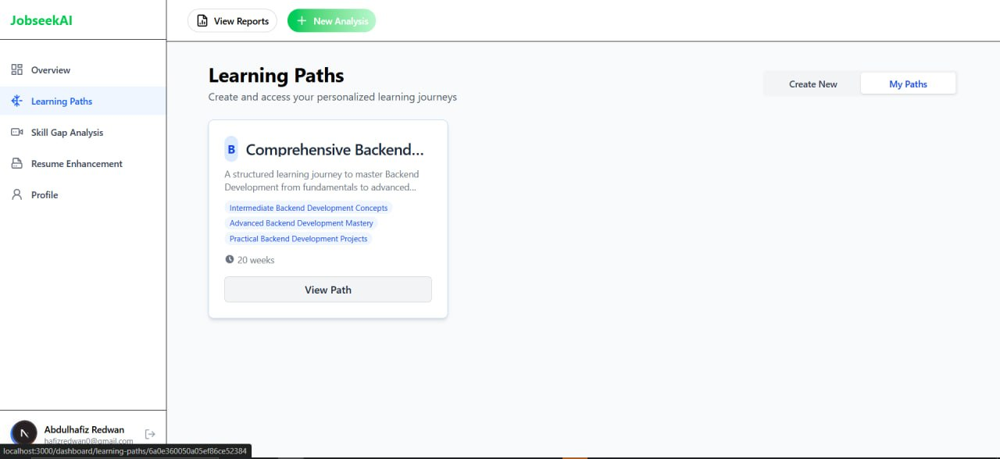 JobseekAI
View Reports
New Analysis
Overview
Learning Paths
Skill Gap Analysis
Resume Enhancement
Profile
Learning Paths
Create and access your personalized learning journeys
Create New
My Paths
B
Comprehensive Backend...
A structured learning journey to master Backend
Development from fundamentals to advanced...
Intermediate Backend Development Concepts
Advanced Backend Development Mastery
Practical Backend Development Projects
20 weeks
View Path
N
Abdulhafiz Redwan
hafizredwan0@gmail.com
localhost:3000/dashboard/learning-paths/6a0e360050a05ef86ce52384